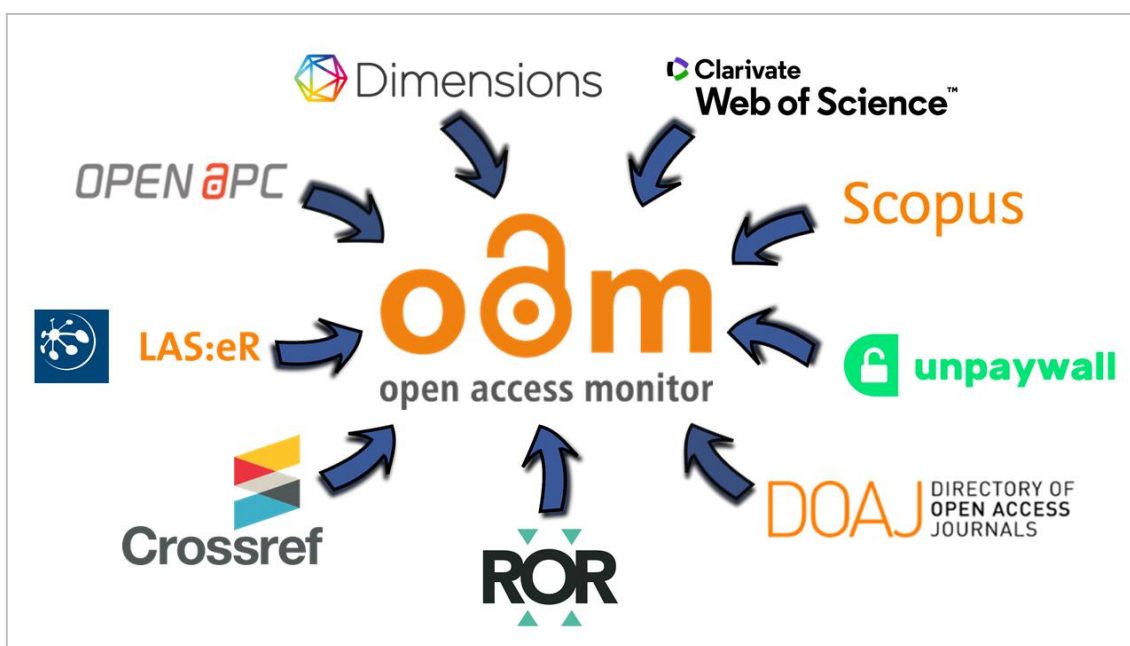 Dimensions
Clarivate
Web of Science™
OPEN aPC
Scopus
oam
open access monitor
LAS:eR
unpaywall
Crossref
ROR
DOAJ
DIRECTORY OF
OPEN ACCESS
JOURNALS